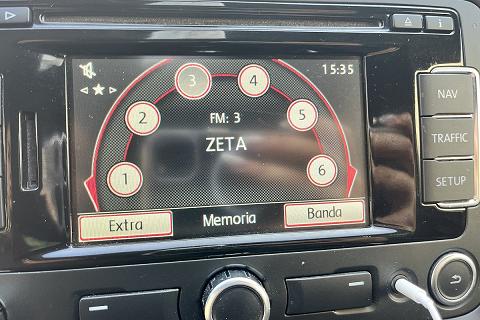 15:35
3
4
2
5
FM: 3
ZETA
1
6
Extra
Memoria
Banda
NAV
TRAFFIC
SETUP
i